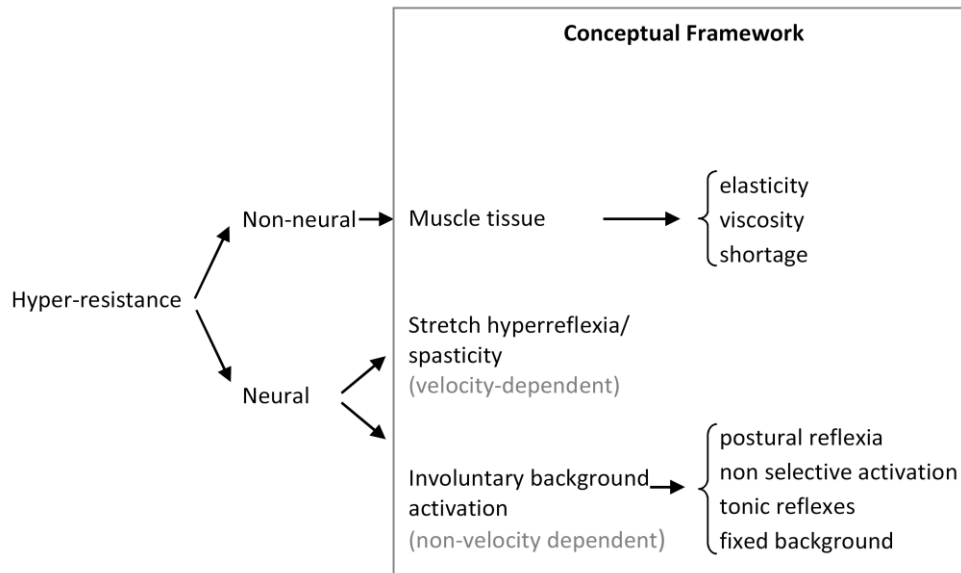 Conceptual Framework
elasticity
Non-neural
Muscle tissue
viscosity
shortage
Hyper-resistance
Stretch hyperreflexia/
spasticity
(velocity-dependent)
Neural
postural reflexia
Involuntary background
non selective activation
activation
tonic reflexes
(non-velocity dependent)
fixed background